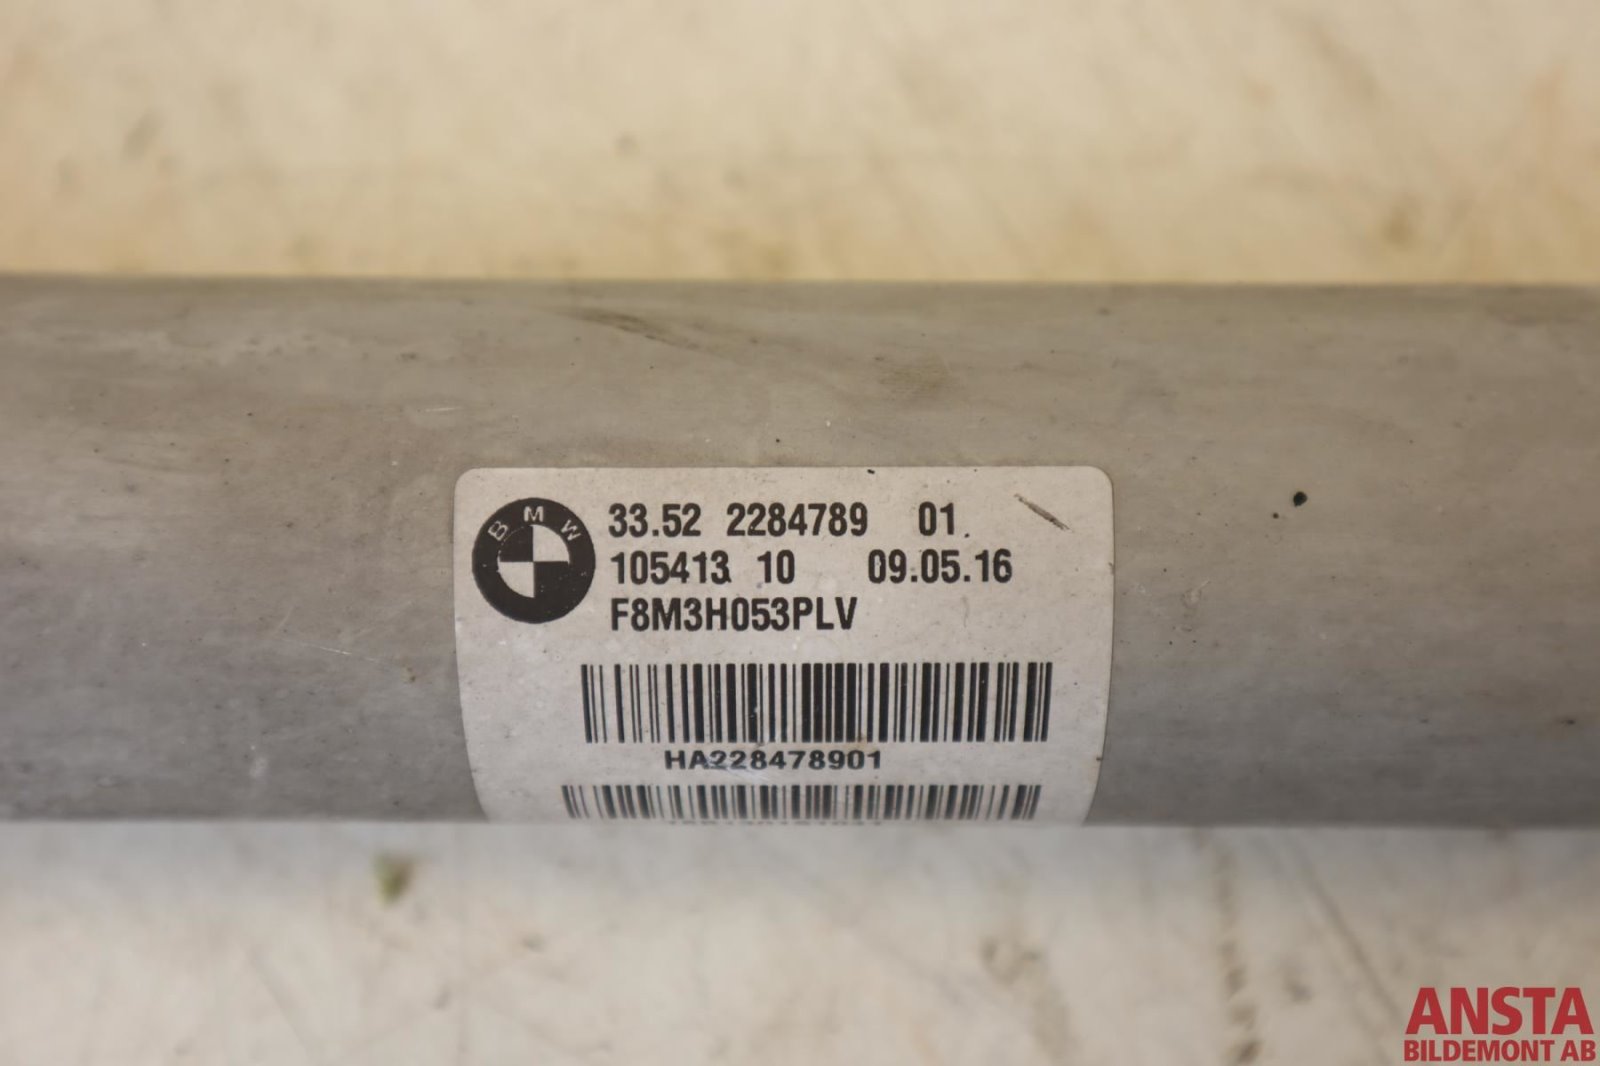 BMW
33.52 2284789 01
105413 10 09.05.16
F8M3H053PLV
HA228478901
ANSTA
BILDEMONT AB